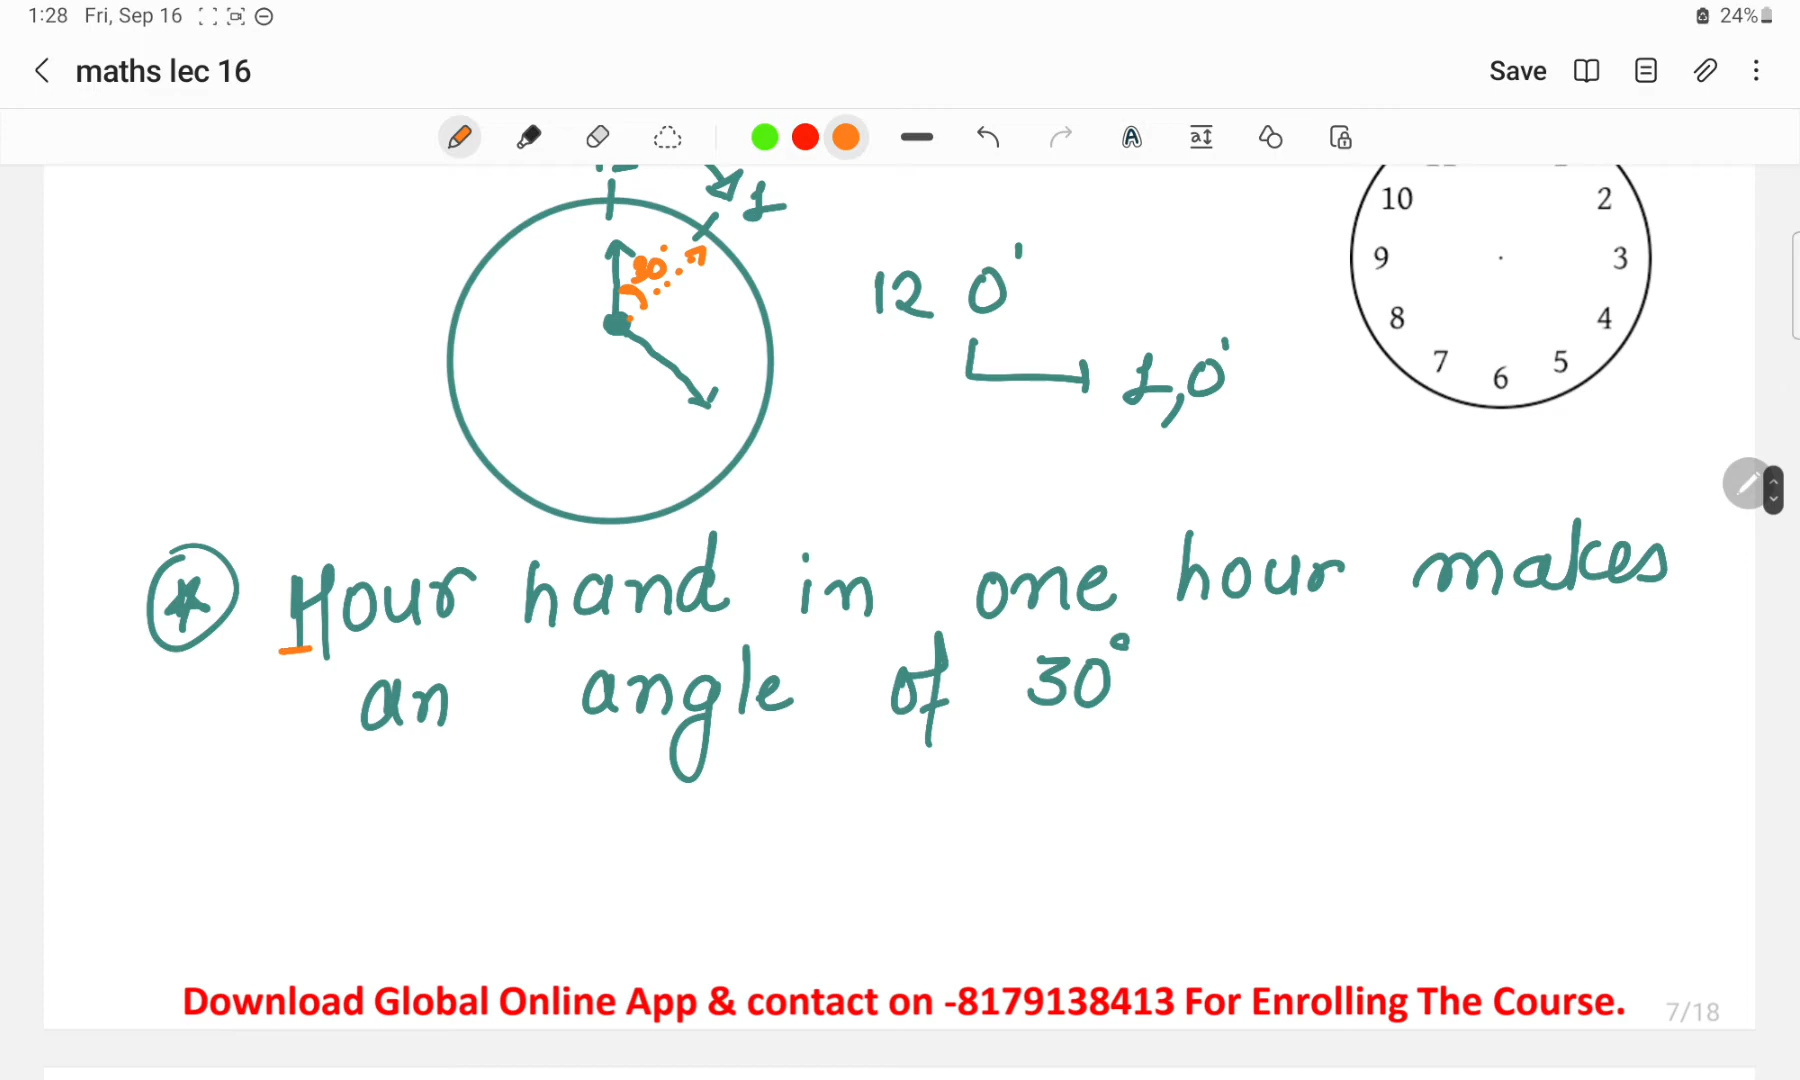 1:28 Fri, Sep 16
24%
maths lec 16
Save
1
30°
12 0'
1,0'
10 2
9 3
8 4
7 5
6
Hour hand in one hour makes
an angle of 30°
Download Global Online App & contact on -8179138413 For Enrolling The Course.
7/18